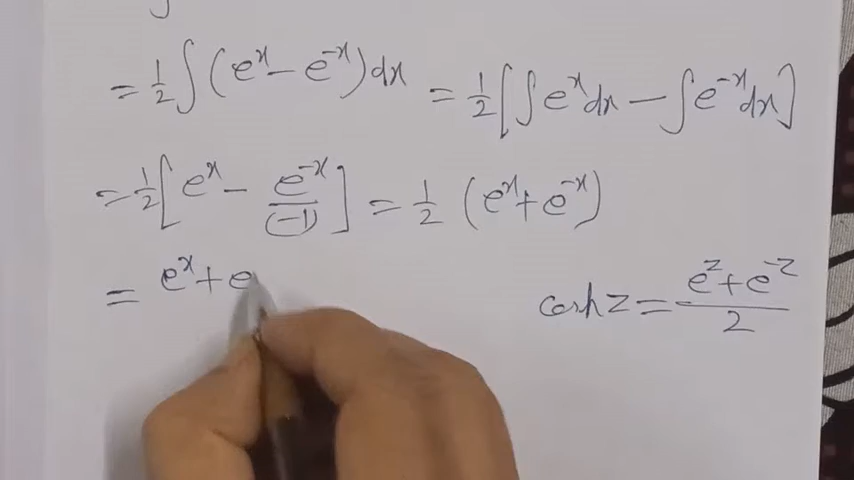 = 1/2 ∫ (e^x − e^-x) dx = 1/2 [∫ e^x dx − ∫ e^-x dx]
= 1/2 [e^x − e^-x/(-1)] = 1/2 (e^x + e^-x)
= e^x + e
cosh z = (e^z + e^-z)/2